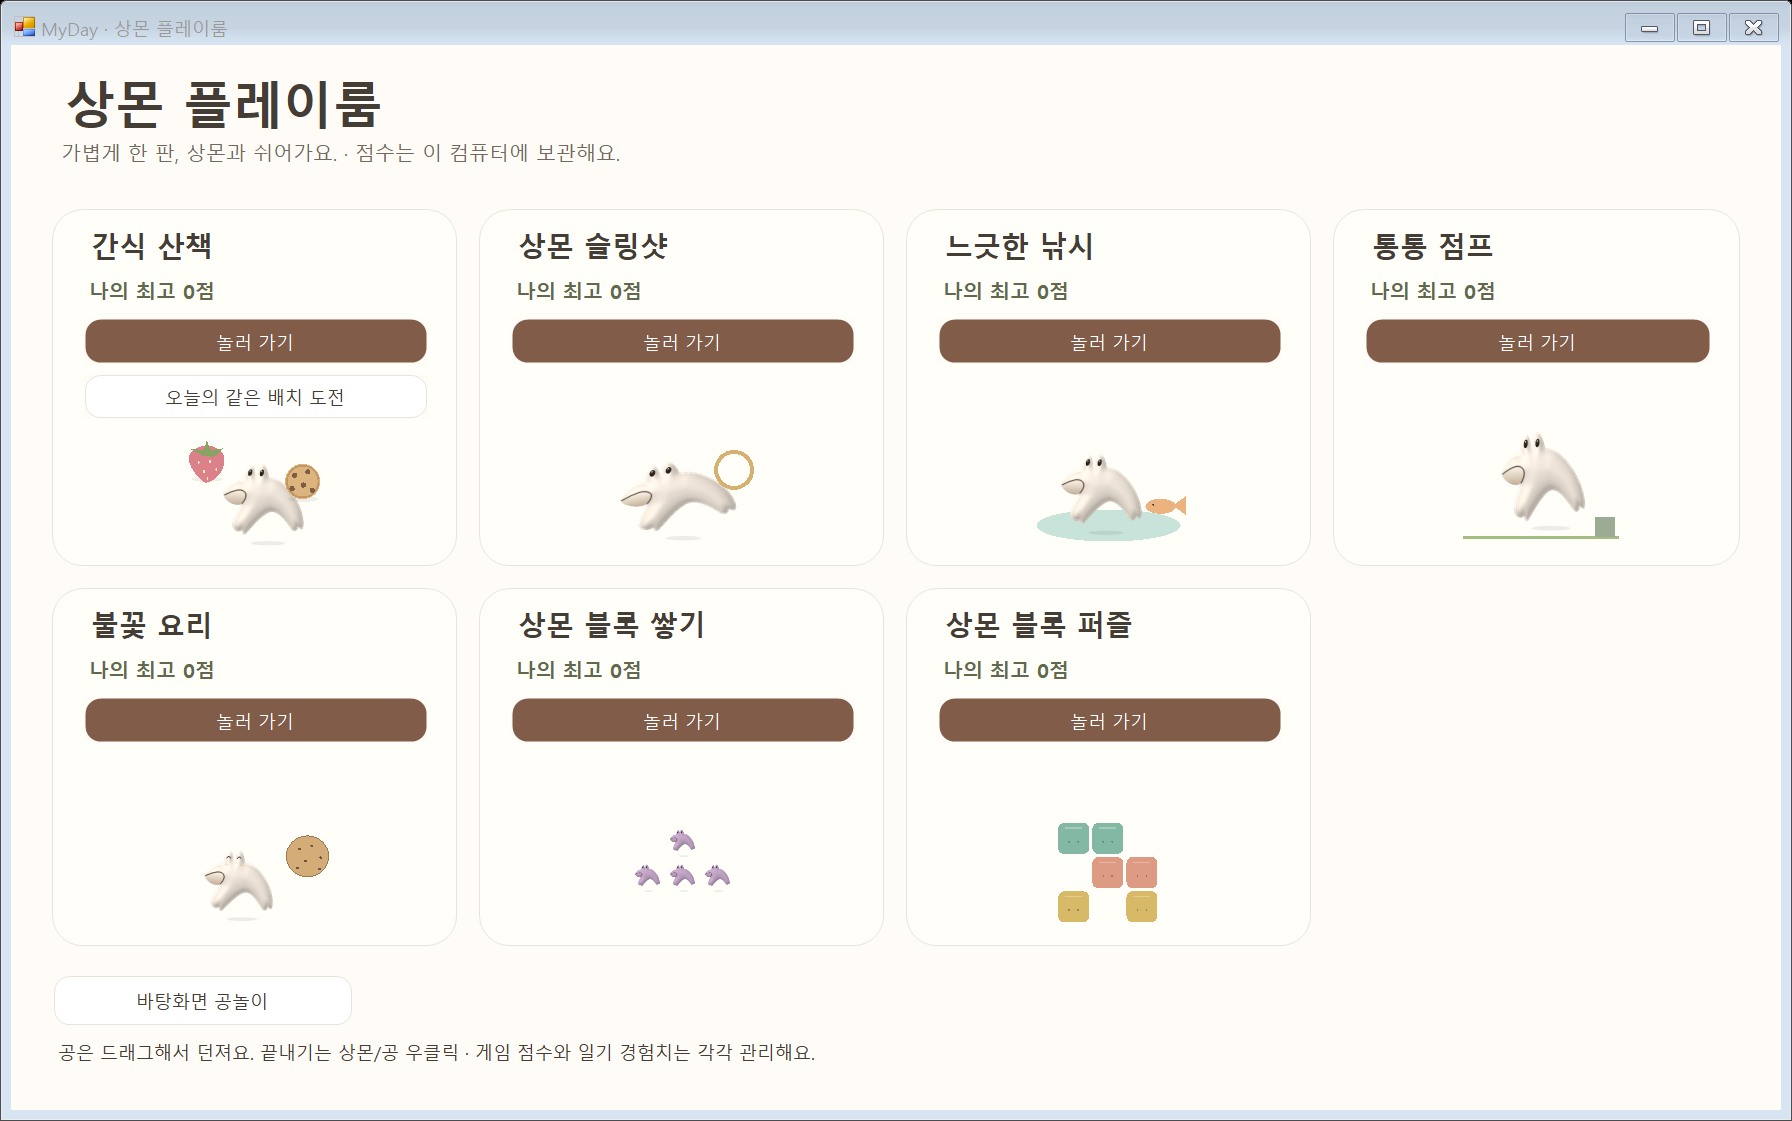 MyDay · 상몬 플레이룸
상몬 플레이룸
가볍게 한 판, 상몬과 쉬어가요. · 점수는 이 컴퓨터에 보관해요.
간식 산책
나의 최고 0점
놀러 가기
오늘의 같은 배치 도전
상몬 슬링샷
나의 최고 0점
놀러 가기
느긋한 낚시
나의 최고 0점
놀러 가기
통통 점프
나의 최고 0점
놀러 가기
불꽃 요리
나의 최고 0점
놀러 가기
상몬 블록 쌓기
나의 최고 0점
놀러 가기
상몬 블록 퍼즐
나의 최고 0점
놀러 가기
바탕화면 공놀이
공은 드래그해서 던져요. 끝내기는 상몬/공 우클릭 · 게임 점수와 일기 경험치는 각각 관리해요.